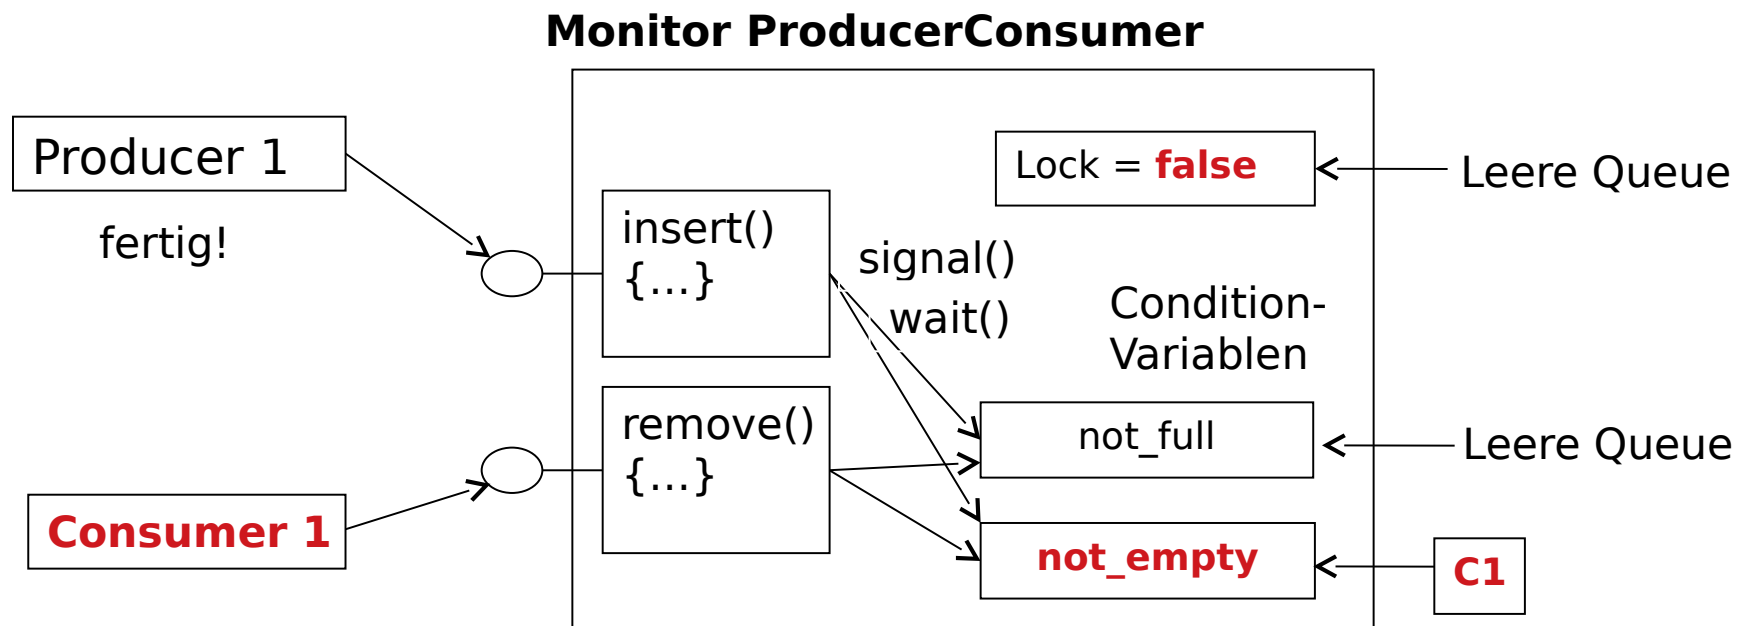 Monitor ProducerConsumer
Producer 1
fertig!
Lock = false
Leere Queue
insert()
{...}
signal()
wait()
Condition-
Variablen
remove()
{...}
not_full
Leere Queue
Consumer 1
not_empty
C1